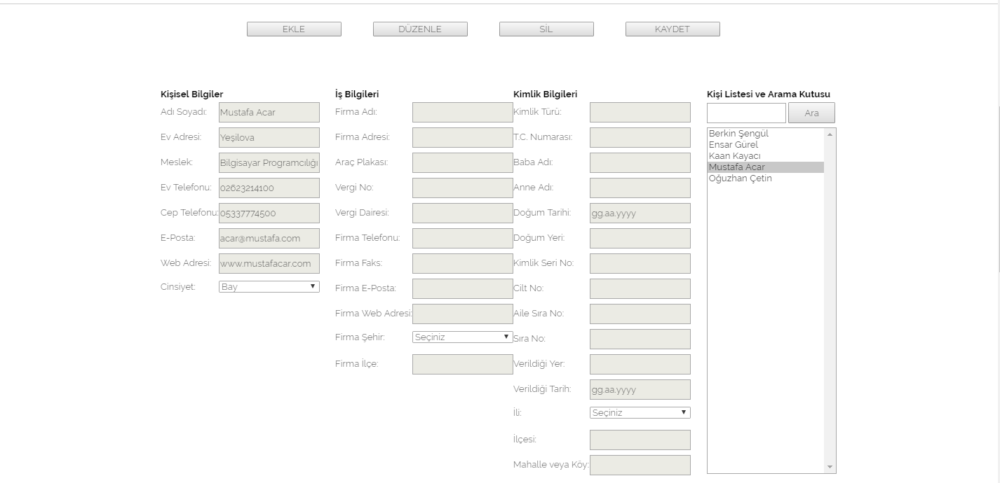 EKLE DÜZENLE SİL KAYDET
Kişisel Bilgiler
Adı Soyadı: Mustafa Acar
Ev Adresi: Yeşilova
Meslek: Bilgisayar Programcılığı
Ev Telefonu: 02623214100
Cep Telefonu: 05337774500
E-Posta: acar@mustafa.com
Web Adresi: www.mustafacar.com
Cinsiyet: Bay
İş Bilgileri
Firma Adı:
Firma Adresi:
Araç Plakası:
Vergi No:
Vergi Dairesi:
Firma Telefonu:
Firma Faks:
Firma E-Posta:
Firma Web Adresi:
Firma Şehir: Seçiniz
Firma İlçe:
Kimlik Bilgileri
Kimlik Türü:
T.C. Numarası:
Baba Adı:
Anne Adı:
Doğum Tarihi: gg.aa.yyyy
Doğum Yeri:
Kimlik Seri No:
Cilt No:
Aile Sıra No:
Sıra No:
Verildiği Yer:
Verildiği Tarih: gg.aa.yyyy
İli: Seçiniz
İlçesi:
Mahalle veya Köy:
Kişi Listesi ve Arama Kutusu
Ara
Berkin Şengül
Ensar Gürel
Kaan Kayacı
Mustafa Acar
Oğuzhan Çetin